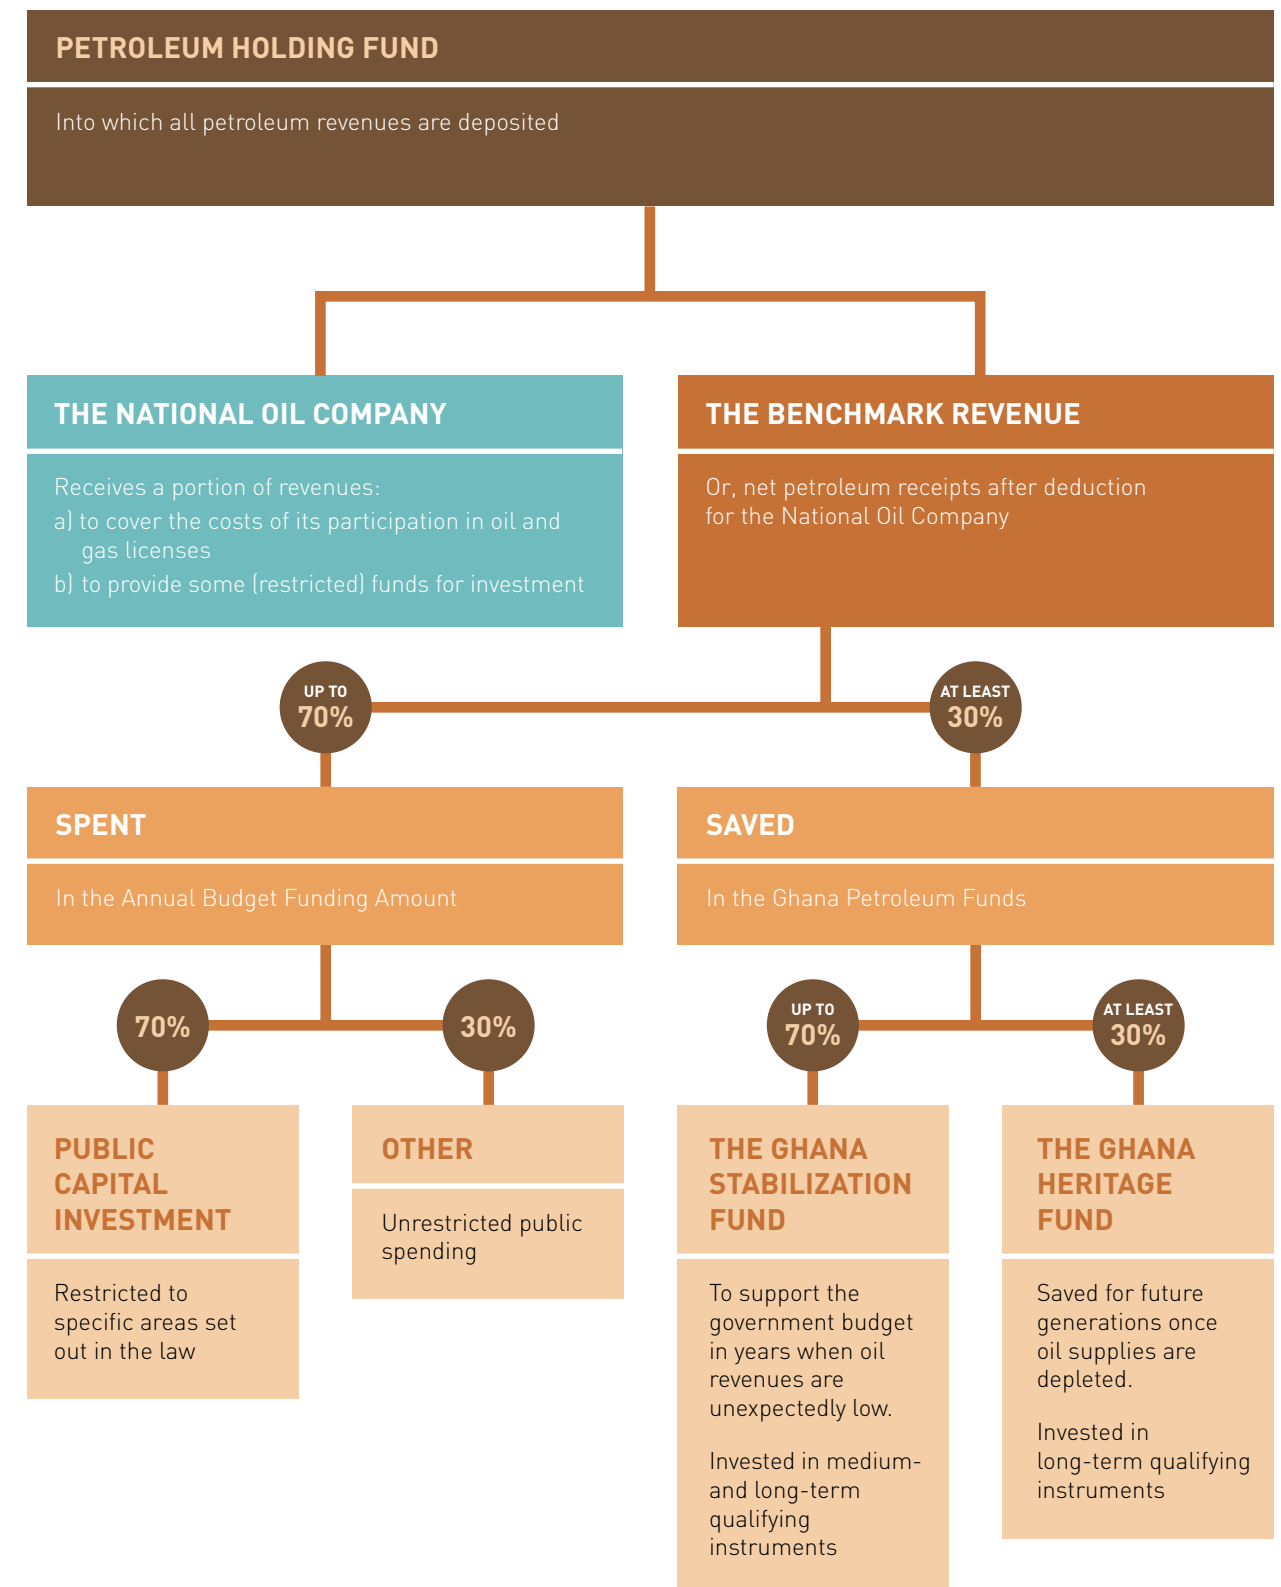 PETROLEUM HOLDING FUND
Into which all petroleum revenues are deposited
THE NATIONAL OIL COMPANY
Receives a portion of revenues:
a) to cover the costs of its participation in oil and
gas licenses
b) to provide some (restricted) funds for investment
THE BENCHMARK REVENUE
Or, net petroleum receipts after deduction
for the National Oil Company
UP TO
70%
AT LEAST
30%
SPENT
In the Annual Budget Funding Amount
SAVED
In the Ghana Petroleum Funds
70%
30%
UP TO
70%
AT LEAST
30%
PUBLIC
CAPITAL
INVESTMENT
Restricted to
specific areas set
out in the law
OTHER
Unrestricted public
spending
THE GHANA
STABILIZATION
FUND
To support the
government budget
in years when oil
revenues are
unexpectedly low.
Invested in medium-
and long-term
qualifying
instruments
THE GHANA
HERITAGE
FUND
Saved for future
generations once
oil supplies are
depleted.
Invested in
long-term qualifying
instruments